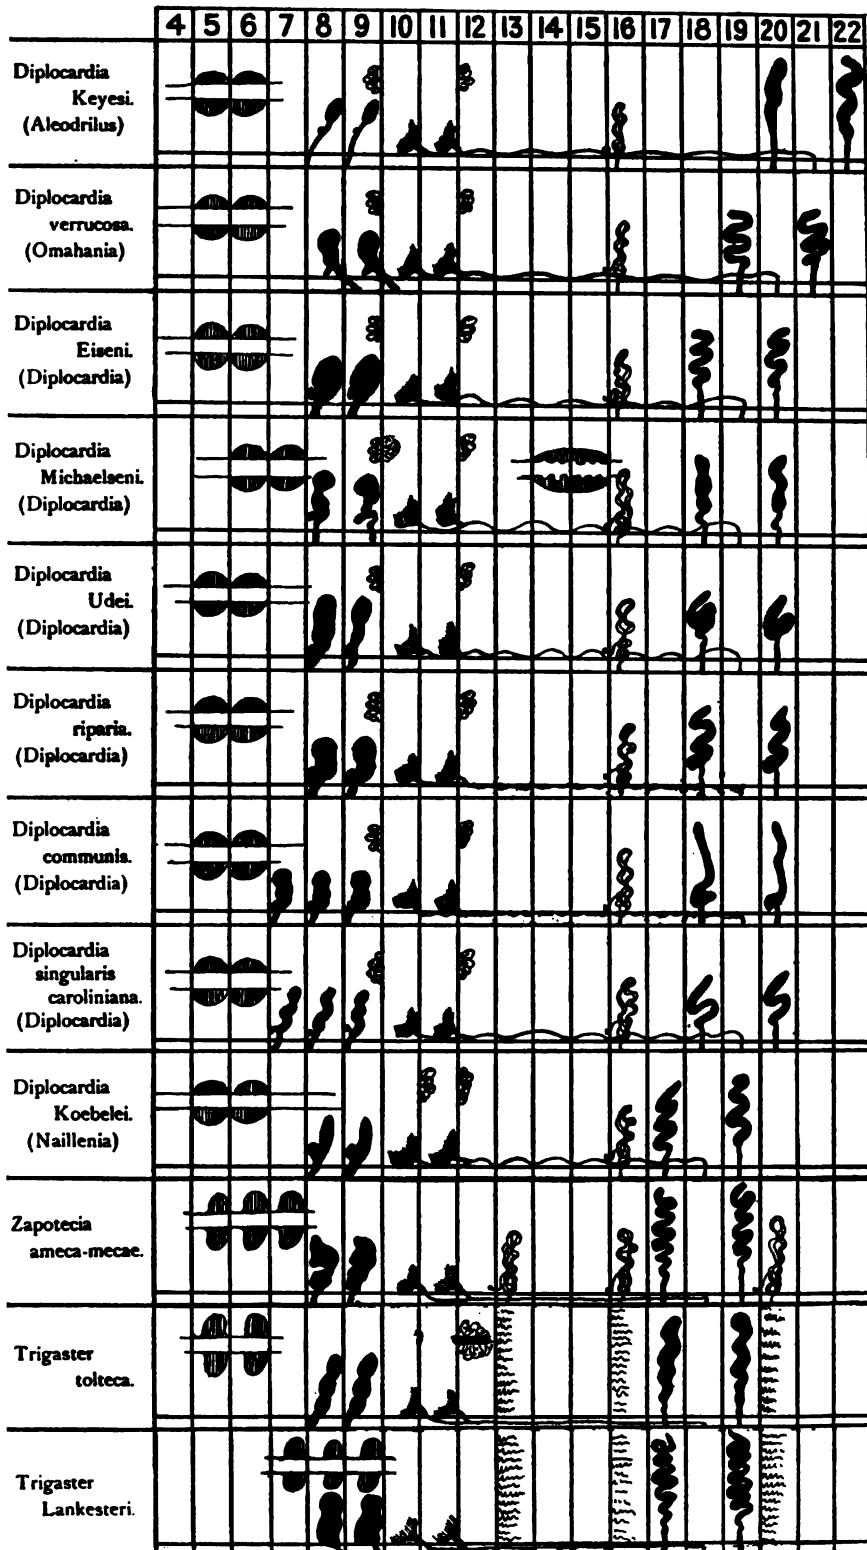 4 5 6 7 8 9 10 11 12 13 14 15 16 17 18 19 20 21 22
Diplocardia
Keyesi.
(Aleodrilus)
Diplocardia
verrucosa.
(Omahania)
Diplocardia
Eiseni.
(Diplocardia)
Diplocardia
Michaelseni.
(Diplocardia)
Diplocardia
Udei.
(Diplocardia)
Diplocardia
riparia.
(Diplocardia)
Diplocardia
communis.
(Diplocardia)
Diplocardia
singularis
caroliniana.
(Diplocardia)
Diplocardia
Koebelei.
(Naillenia)
Zapotecia
ameca-mecae.
Trigaster
tolteca.
Trigaster
Lankesteri.